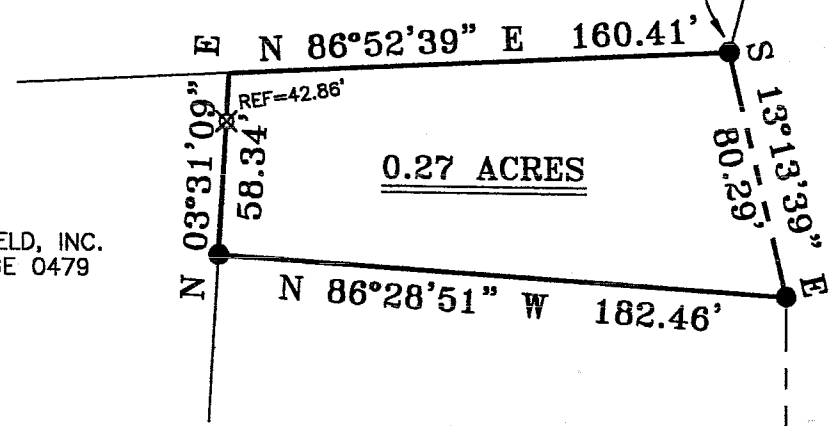 N 86°52'39" E 160.41'
REF=42.86'
N 03°31'09" E
58.34'
0.27 ACRES
S 13°13'39" E
80.29'
ELD, INC.
E 0479
N 86°28'51" W 182.46'